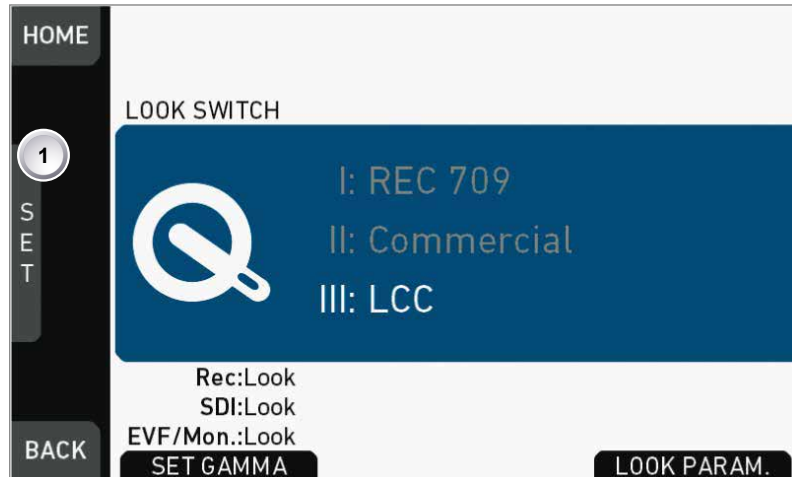 HOME
LOOK SWITCH
1
SET
I: REC 709
II: Commercial
III: LCC
Rec:Look
SDI:Look
EVF/Mon.:Look
BACK
SET GAMMA
LOOK PARAM.